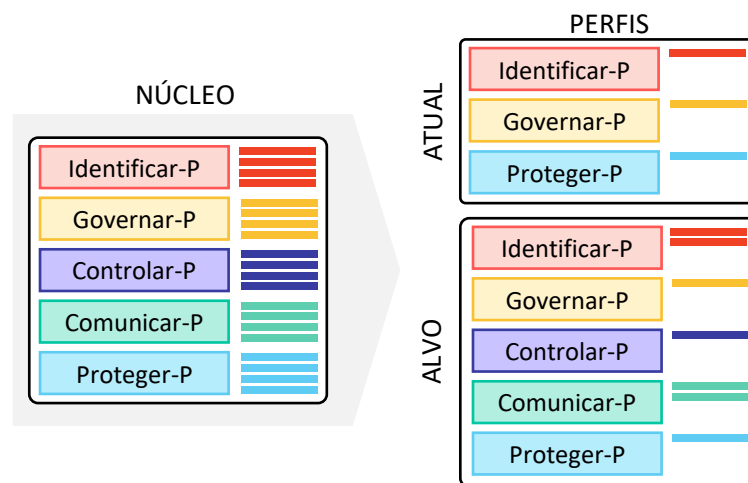 NÚCLEO
Identificar-P
Governar-P
Controlar-P
Comunicar-P
Proteger-P
PERFIS
ATUAL
Identificar-P
Governar-P
Proteger-P
ALVO
Identificar-P
Governar-P
Controlar-P
Comunicar-P
Proteger-P